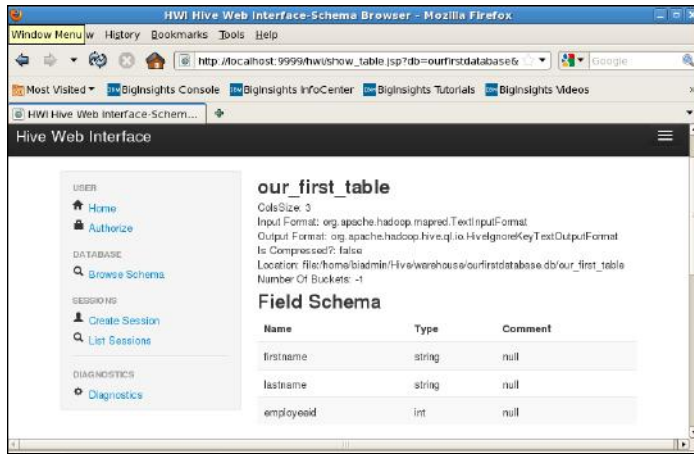 HWI Hive Web Interface-Schema Browser - Mozilla Firefox
Window Menu w History Bookmarks Tools Help
http://localhost:9999/hwi/show_table.jsp?db=ourfirstdatabase& Google
Most Visited BigInsights Console BigInsights InfoCenter BigInsights Tutorials BigInsights Videos
HWI Hive Web Interface-Schem...
Hive Web Interface
USER
Home
Authorize
DATABASE
Browse Schema
SESSIONS
Create Session
List Sessions
DIAGNOSTICS
Diagnostics
our_first_table
ColsSize: 3
Input Format: org.apache.hadoop.mapred.TextInputFormat
Output Format: org.apache.hadoop.hive.ql.io.HiveIgnoreKeyTextOutputFormat
Is Compressed?: false
Location: file:/home/biadmin/Hive/warehouse/ourfirstdatabase.db/our_first_table
Number Of Buckets: -1
Field Schema
Name Type Comment
firstname string null
lastname string null
employeeid int null